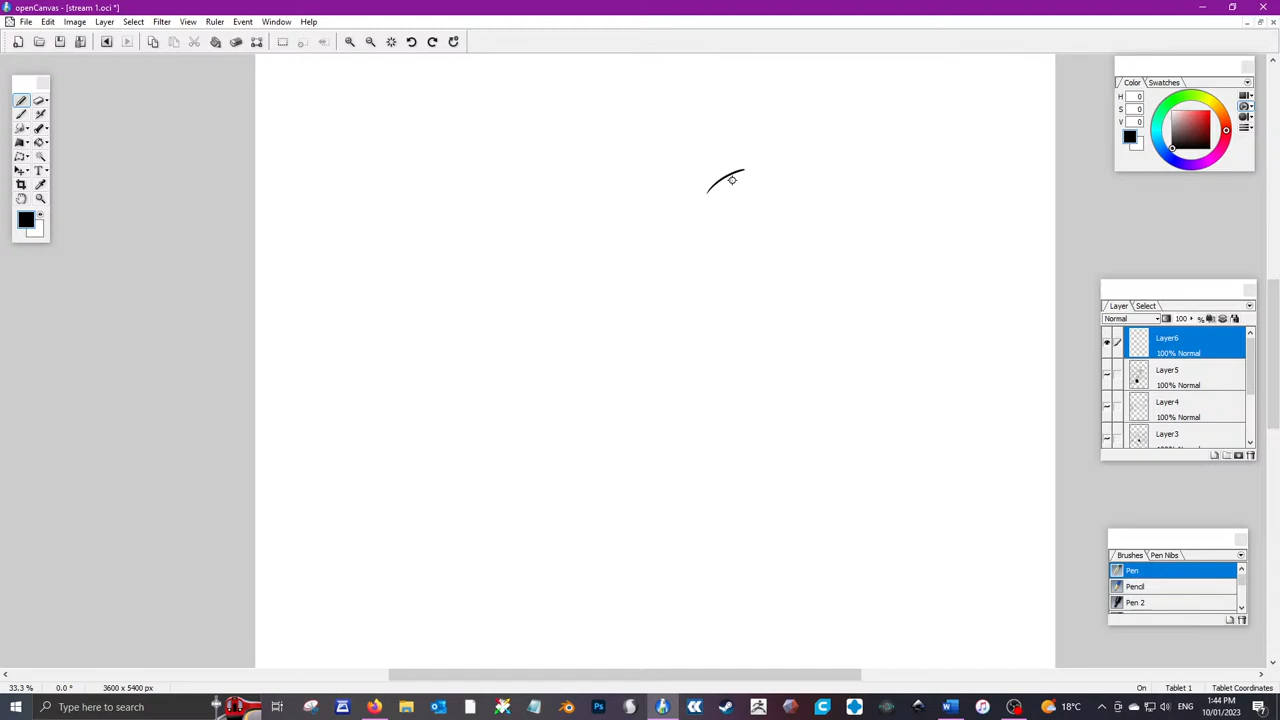 openCanvas - [stream 1.oci *]
File Edit Image Layer Select Filter View Ruler Event Window Help
Color Swatches
H 0
S 0
V 0
Layer Select
Normal 100 %
Layer6
100% Normal
Layer5
100% Normal
Layer4
100% Normal
Layer3
Brushes Pen Nibs
Pen
Pencil
Pen 2
33.3 % 0.0 ° 3600 x 5400 px On Tablet 1 Tablet Coordinates
Type here to search
18°C ENG 1:44 PM
10/01/2023